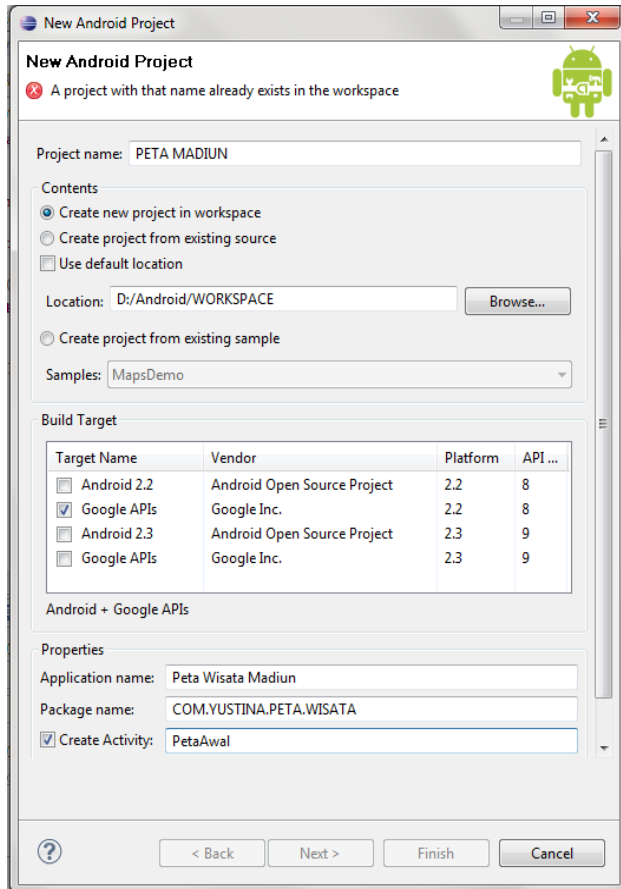 New Android Project
New Android Project
A project with that name already exists in the workspace
Project name: PETA MADIUN
Contents
Create new project in workspace
Create project from existing source
Use default location
Location: D:/Android/WORKSPACE Browse...
Create project from existing sample
Samples: MapsDemo
Build Target
Target Name Vendor Platform API ...
Android 2.2 Android Open Source Project 2.2 8
Google APIs Google Inc. 2.2 8
Android 2.3 Android Open Source Project 2.3 9
Google APIs Google Inc. 2.3 9
Android + Google APIs
Properties
Application name: Peta Wisata Madiun
Package name: COM.YUSTINA.PETA.WISATA
Create Activity: PetaAwal
? < Back Next > Finish Cancel